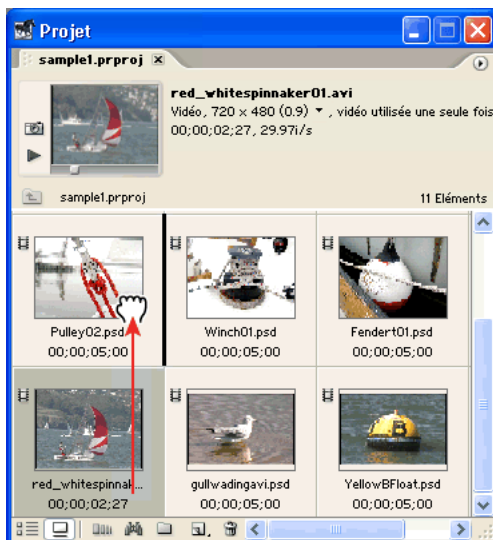 Projet
sample1.prproj
red_whitespinnaker01.avi
Vidéo, 720 x 480 (0.9) , vidéo utilisée une seule fois
00;00;02;27, 29.97i/s
sample1.prproj
11 Eléments
Pulley02.psd
Winch01.psd
Fendert01.psd
00;00;05;00
00;00;05;00
00;00;05;00
red_whitespinnak...
gullwadingavi.psd
YellowBFloat.psd
00;00;02;27
00;00;05;00
00;00;05;00